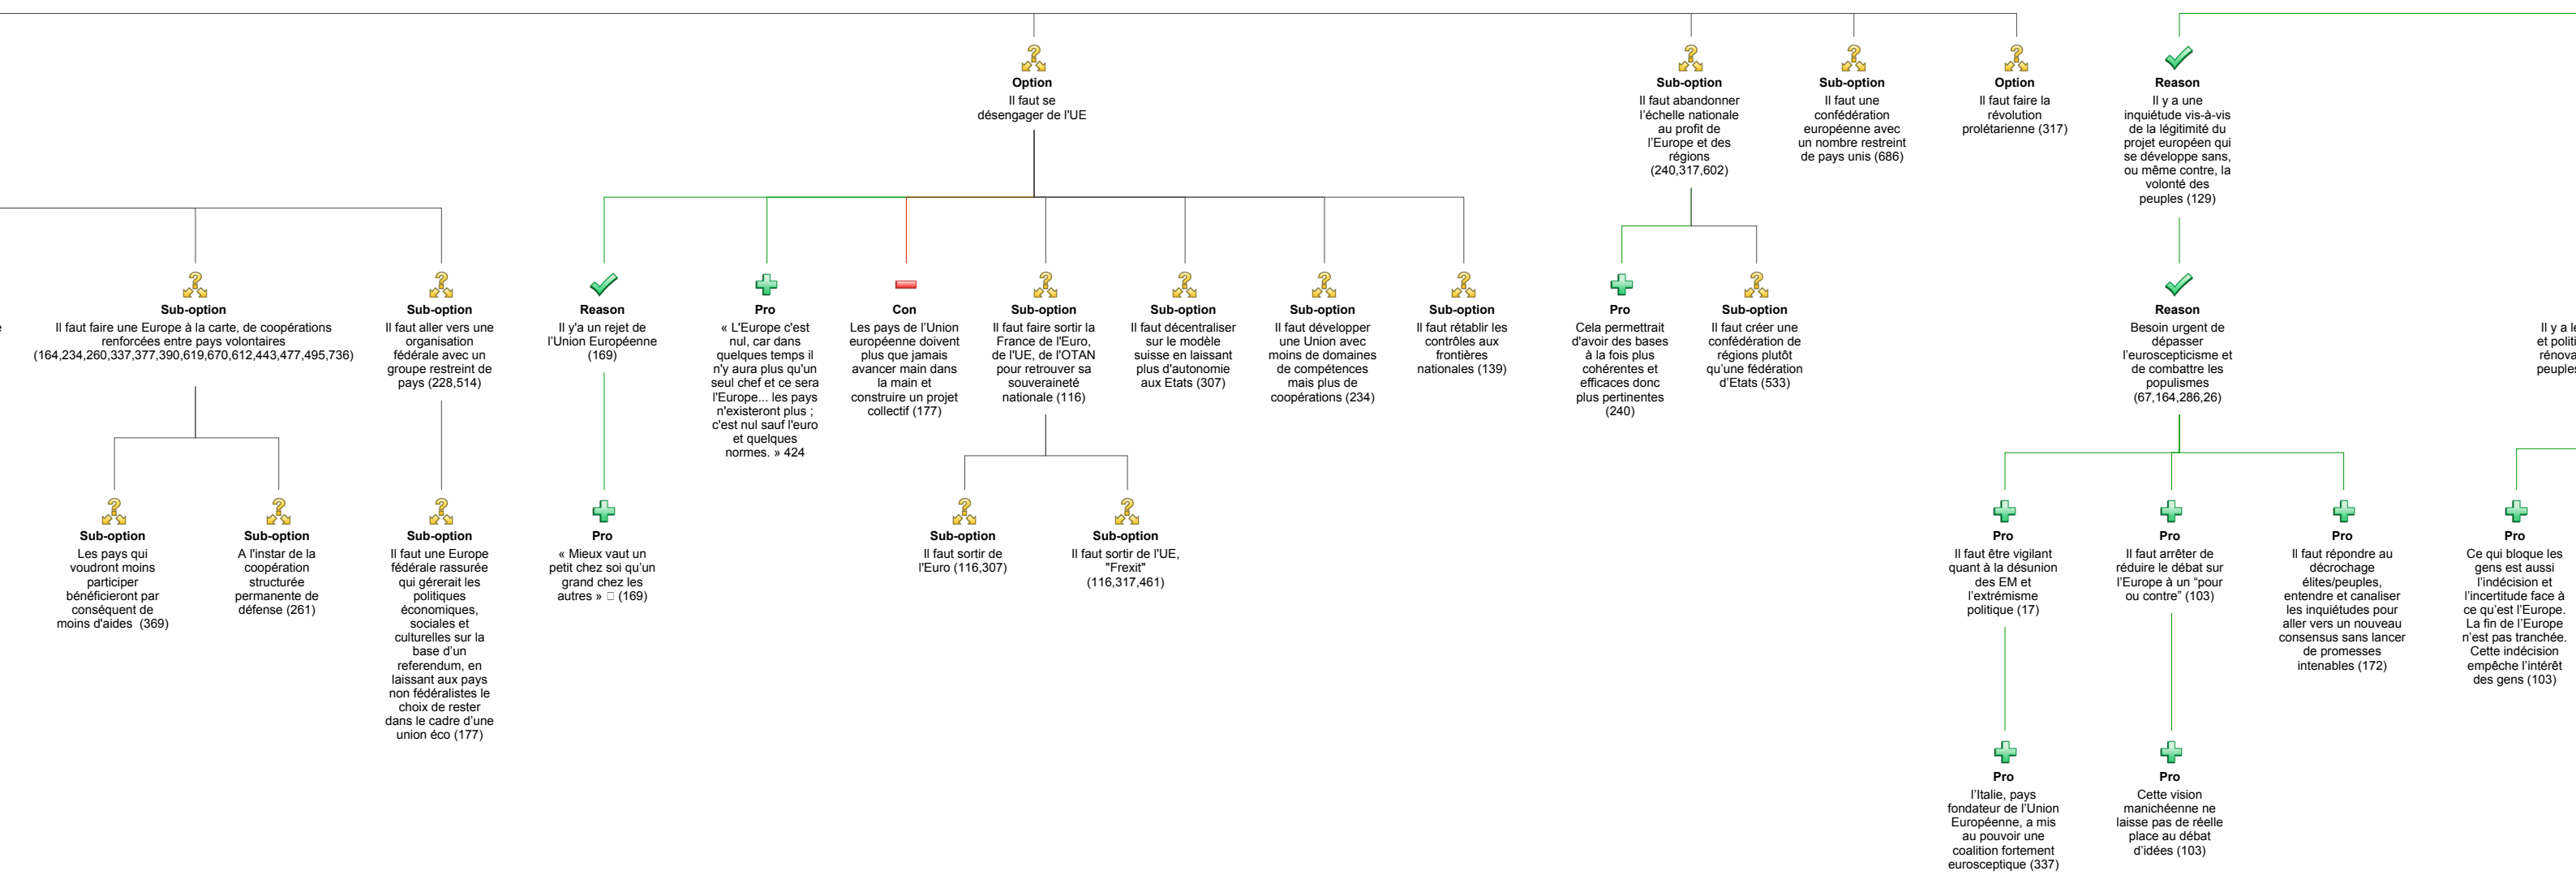 Option
Il faut se
désengager de l'UE
Sub-option
Il faut abandonner
l'échelle nationale
au profit de
l'Europe et des
régions
(240,317,602)
Sub-option
Il faut une
confédération
européenne avec
un nombre restreint
de pays unis (686)
Option
Il faut faire la
révolution
prolétarienne (317)
Reason
Il y a une
inquiétude vis-à-vis
de la légitimité du
projet européen qui
se développe sans,
ou même contre, la
volonté des
peuples (129)
Sub-option
Il faut faire une Europe à la carte, de coopérations
renforcées entre pays volontaires
(164,234,260,337,377,390,619,670,612,443,477,495,736)
Sub-option
Il faut aller vers une
organisation
fédérale avec un
groupe restreint de
pays (228,514)
Reason
Il y'a un rejet de
l'Union Européenne
(169)
Pro
« L'Europe c'est
nul, car dans
quelques temps il
n'y aura plus qu'un
seul chef et ce sera
l'Europe... les pays
n'existeront plus ;
c'est nul sauf l'euro
et quelques
normes. » 424
Con
Les pays de l'Union
européenne doivent
plus que jamais
avancer main dans
la main et
construire un projet
collectif (177)
Sub-option
Il faut faire sortir la
France de l'Euro,
de l'UE, de l'OTAN
pour retrouver sa
souveraineté
nationale (116)
Sub-option
Il faut décentraliser
sur le modèle
suisse en laissant
plus d'autonomie
aux Etats (307)
Sub-option
Il faut développer
une Union avec
moins de domaines
de compétences
mais plus de
coopérations (234)
Sub-option
Il faut rétablir les
contrôles aux
frontières
nationales (139)
Pro
Cela permettrait
d'avoir des bases
à la fois plus
cohérentes et
efficaces donc
plus pertinentes
(240)
Sub-option
Il faut créer une
confédération de
régions plutôt
qu'une fédération
d'Etats (533)
Reason
Besoin urgent de
dépasser
l'euroscepticisme et
de combattre les
populismes
(67,164,286,26)
Il y a le
et politi
rénova
peuples
Sub-option
Les pays qui
voudront moins
participer
bénéficieront par
conséquent de
moins d'aides (369)
Sub-option
A l'instar de la
coopération
structurée
permanente de
défense (261)
Sub-option
Il faut une Europe
fédérale rassurée
qui gérerait les
politiques
économiques,
sociales et
culturelles sur la
base d'un
referendum, en
laissant aux pays
non fédéralistes le
choix de rester
dans le cadre d'une
union éco (177)
Pro
« Mieux vaut un
petit chez soi qu'un
grand chez les
autres » (169)
Sub-option
Il faut sortir de
l'Euro (116,307)
Sub-option
Il faut sortir de l'UE,
"Frexit"
(116,317,461)
Pro
Il faut être vigilant
quant à la désunion
des EM et
l'extrémisme
politique (17)
Pro
Il faut arrêter de
réduire le débat sur
l'Europe à un "pour
ou contre" (103)
Pro
Il faut répondre au
décrochage
élites/peuples,
entendre et canaliser
les inquiétudes pour
aller vers un nouveau
consensus sans lancer
de promesses
intenables (172)
Pro
Ce qui bloque les
gens est aussi
l'indécision et
l'incertitude face à
ce qu'est l'Europe.
La fin de l'Europe
n'est pas tranchée.
Cette indécision
empêche l'intérêt
des gens (103)
Pro
l'Italie, pays
fondateur de l'Union
Européenne, a mis
au pouvoir une
coalition fortement
eurosceptique (337)
Pro
Cette vision
manichéenne ne
laisse pas de réelle
place au débat
d'idées (103)